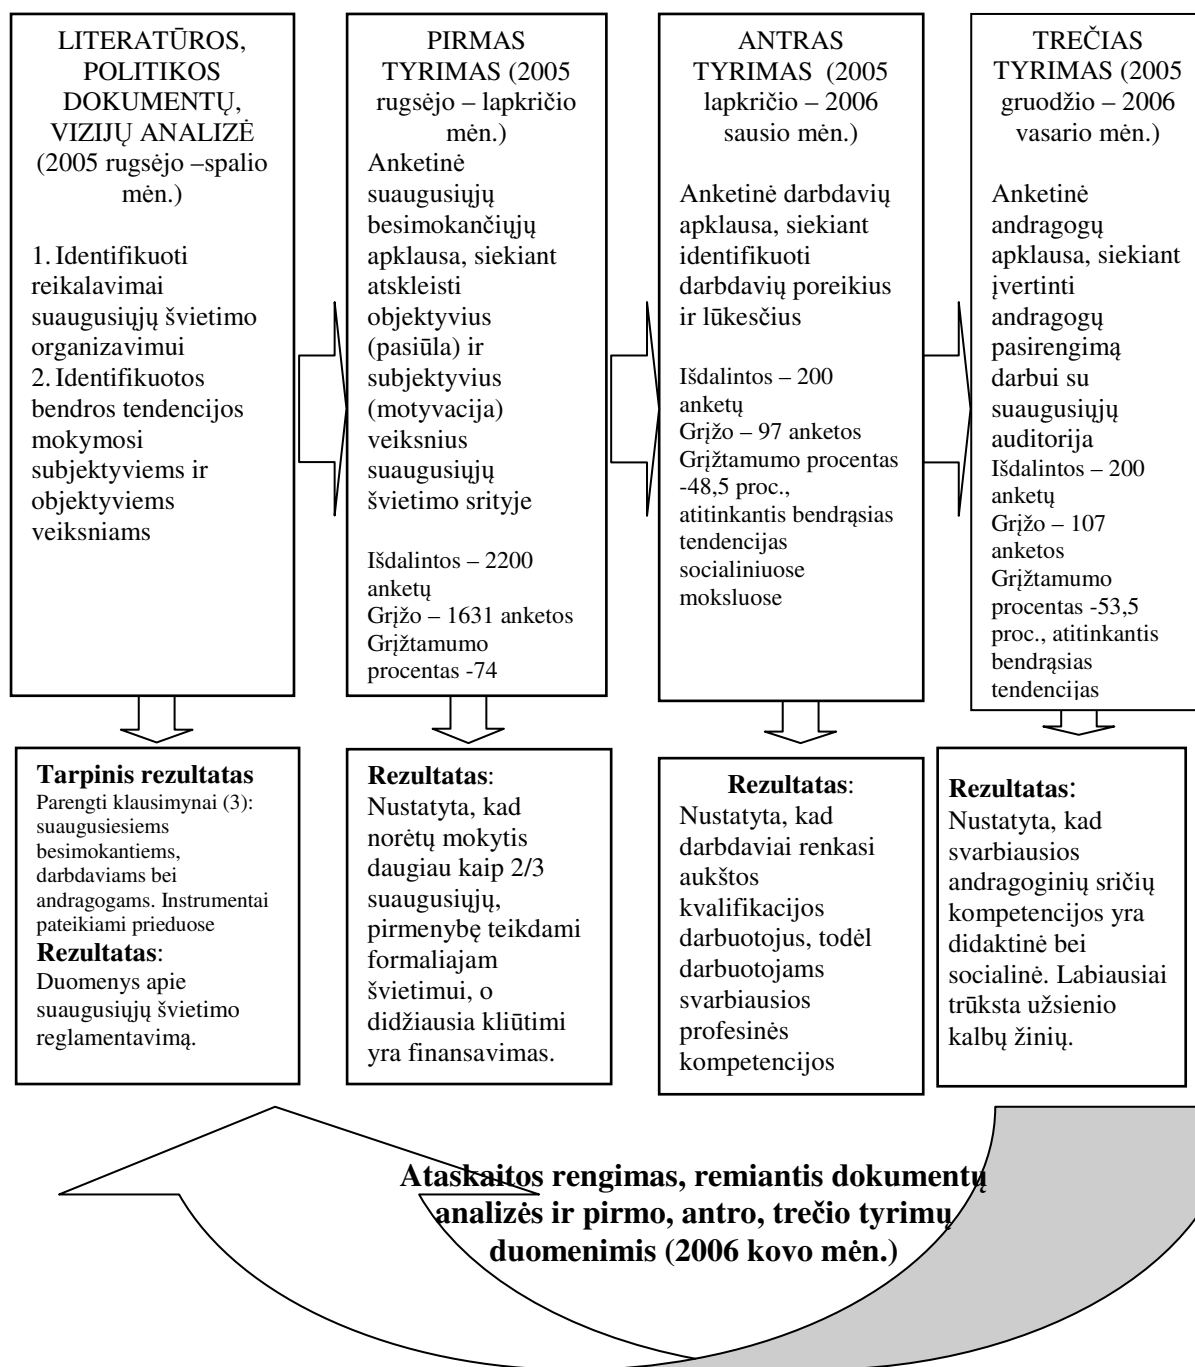 LITERATŪROS,
POLITIKOS
DOKUMENTŲ,
VIZIJŲ ANALIZĖ
(2005 rugsėjo –spalio
mėn.)
1. Identifikuoti
reikalavimai
suaugusiųjų švietimo
organizavimui
2. Identifikuotos
bendros tendencijos
mokymosi
subjektyviems ir
objektyviems
veiksniams
PIRMAS
TYRIMAS (2005
rugsėjo – lapkričio
mėn.)
Anketinė
suaugusiųjų
besimokančiųjų
apklausa, siekiant
atskleisti
objektyvius
(pasiūla) ir
subjektyvius
(motyvacija)
veiksnius
suaugusiųjų
švietimo srityje
Išdalintos – 2200
anketų
Grįžo – 1631 anketos
Grįžtamumo
procentas -74
ANTRAS
TYRIMAS (2005
lapkričio – 2006
sausio mėn.)
Anketinė darbdavių
apklausa, siekiant
identifikuoti
darbdavių poreikius
ir lūkesčius
Išdalintos – 200
anketų
Grįžo – 97 anketos
Grįžtamumo procentas
-48,5 proc.,
atitinkantis bendrąsias
tendencijas
socialiniuose
moksluose
TREČIAS
TYRIMAS (2005
gruodžio – 2006
vasario mėn.)
Anketinė
andragogų
apklausa, siekiant
įvertinti
andragogų
pasirengimą
darbui su
suaugusiųjų
auditorija
Išdalintos – 200
anketų
Grįžo – 107
anketos
Grįžtamumo
procentas -53,5
proc., atitinkantis
bendrąsias
tendencijas
Tarpinis rezultatas
Parengti klausimynai (3):
suaugusiesiems
besimokantiems,
darbdaviams bei
andragogams. Instrumentai
pateikiami prieduose
Rezultatas:
Duomenys apie
suaugusiųjų švietimo
reglamentavimą.
Rezultatas:
Nustatyta, kad
norėtų mokytis
daugiau kaip 2/3
suaugusiųjų,
pirmenybę teikdami
formaliajam
švietimui, o
didžiausia kliūtimi
yra finansavimas.
Rezultatas:
Nustatyta, kad
darbdaviai renkasi
aukštos
kvalifikacijos
darbuotojus, todėl
darbuotojams
svarbiausios
profesinės
kompetencijos
Rezultatas:
Nustatyta, kad
svarbiausios
andragoginių sričių
kompetencijos yra
didaktinė bei
socialinė. Labiausiai
trūksta užsienio
kalbų žinių.
Ataskaitos rengimas, remiantis dokumentų
analizės ir pirmo, antro, trečio tyrimų
duomenimis (2006 kovo mėn.)